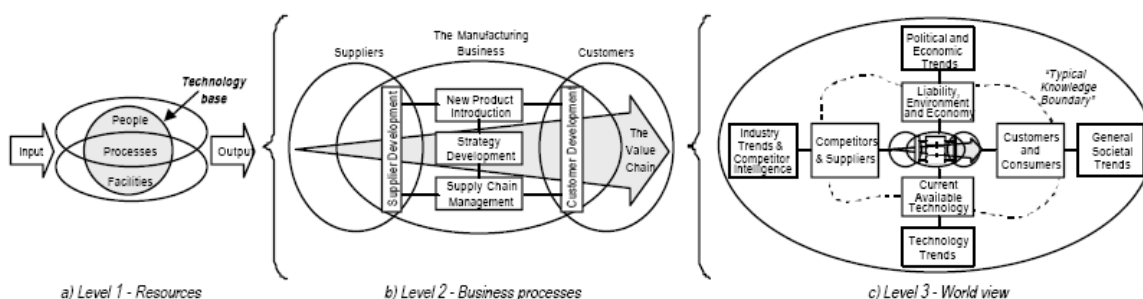 Technology
base
People
Processes
Facilities
Input
Output
a) Level 1 - Resources
The Manufacturing
Business
Suppliers
Customers
Supplier Development
New Product
Introduction
Strategy
Development
Supply Chain
Management
Customer Development
The
Value
Chain
b) Level 2 - Business processes
Political and
Economic
Trends
"Typical
Knowledge
Boundary"
Liability,
Environment
and Economy
Industry
Trends &
Competitor
Intelligence
Competitors
& Suppliers
Customers
and
Consumers
General
Societal
Trends
Current
Available
Technology
Technology
Trends
c) Level 3 - World view